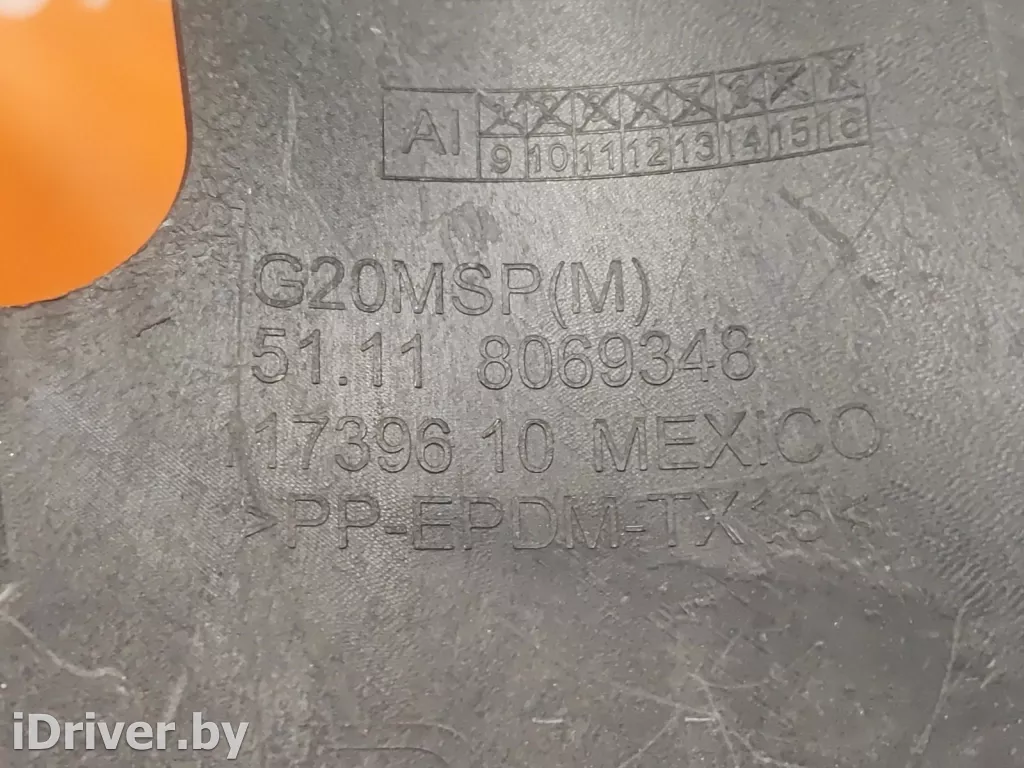 AI
9 10 11 12 13 14 15 16
G20MSP(M)
51.11 8069348
17396 10 MEXICO
>PP-EPDM-TX15<
iDriver.by